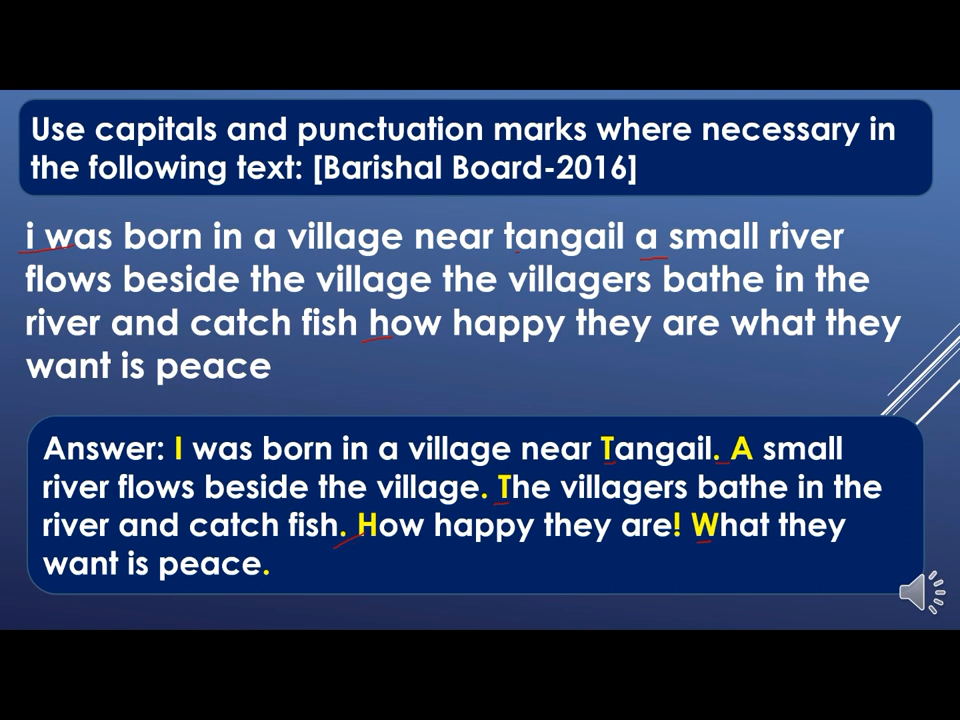 Use capitals and punctuation marks where necessary in
the following text: [Barishal Board-2016]
i was born in a village near tangail a small river
flows beside the village the villagers bathe in the
river and catch fish how happy they are what they
want is peace
Answer: I was born in a village near Tangail. A small
river flows beside the village. The villagers bathe in the
river and catch fish. How happy they are! What they
want is peace.